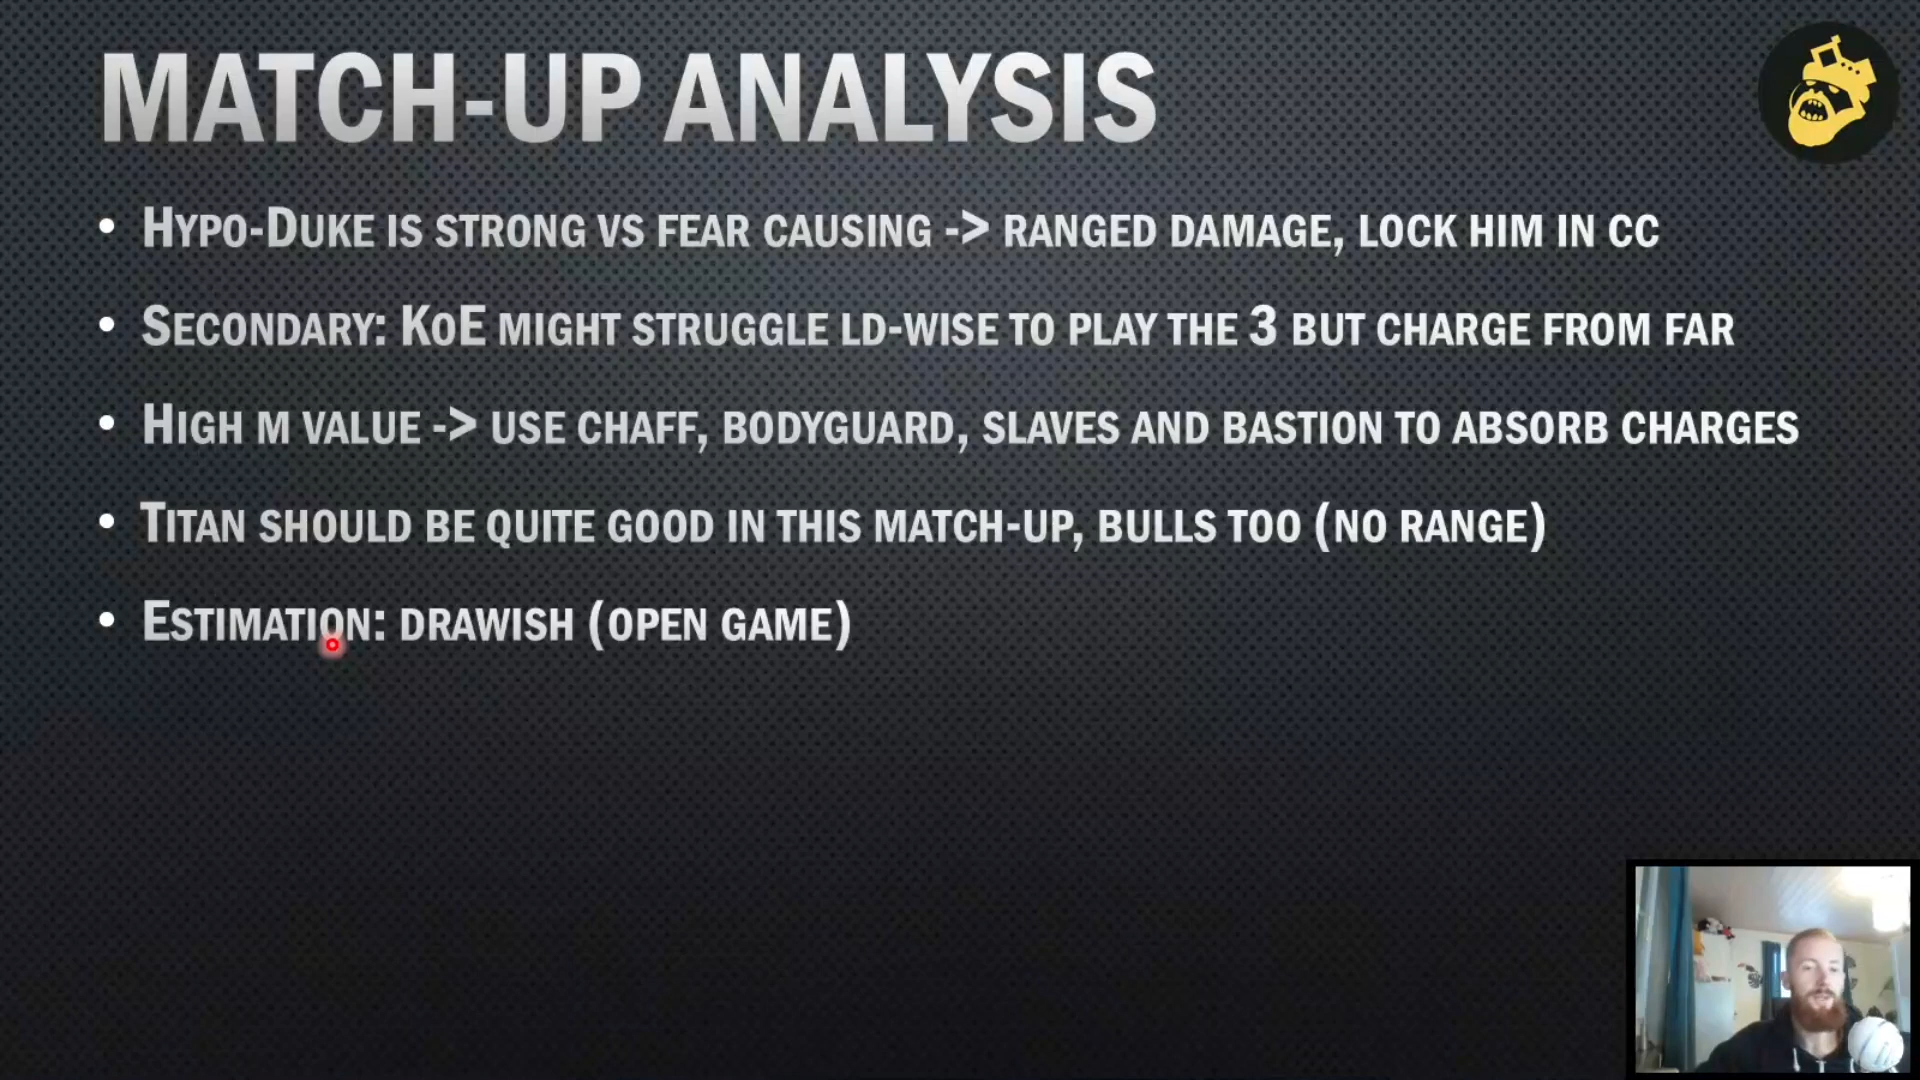 MATCH-UP ANALYSIS
• HYPO-DUKE IS STRONG VS FEAR CAUSING -> RANGED DAMAGE, LOCK HIM IN CC
• SECONDARY: KOE MIGHT STRUGGLE LD-WISE TO PLAY THE 3 BUT CHARGE FROM FAR
• HIGH M VALUE -> USE CHAFF, BODYGUARD, SLAVES AND BASTION TO ABSORB CHARGES
• TITAN SHOULD BE QUITE GOOD IN THIS MATCH-UP, BULLS TOO (NO RANGE)
• ESTIMATION: DRAWISH (OPEN GAME)